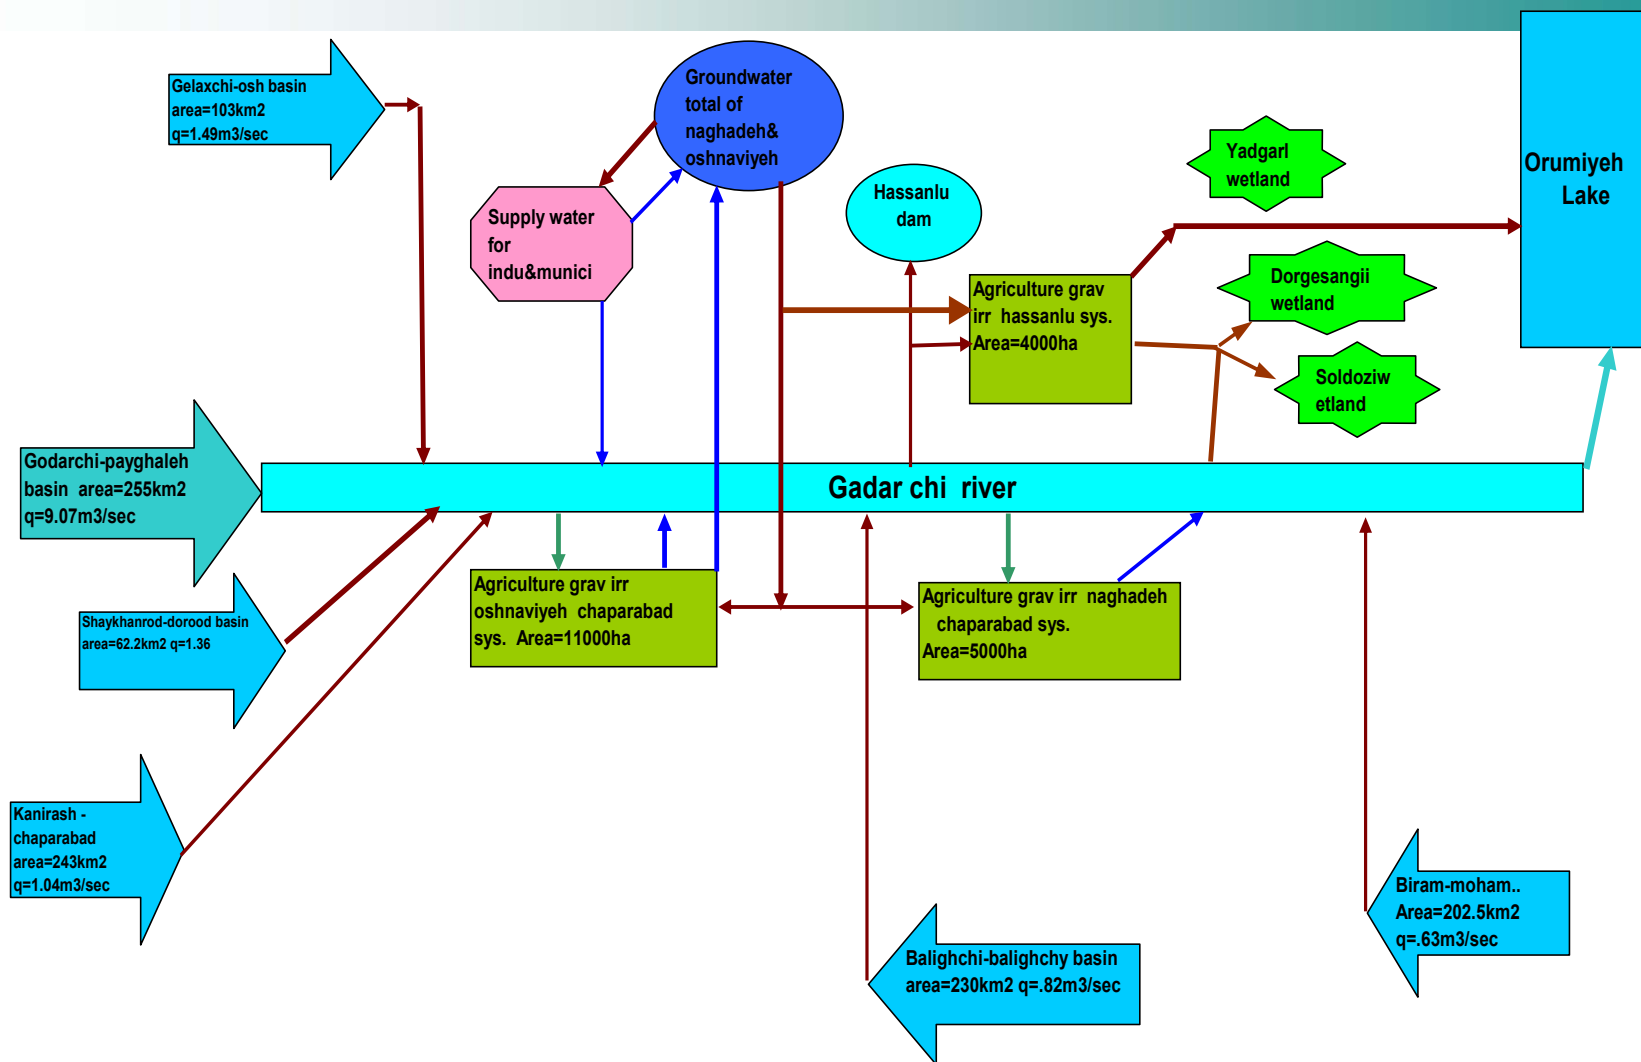 Gelaxchi-osh basin
area=103km2
q=1.49m3/sec
Groundwater
total of
naghadeh&
oshnaviyeh
Yadgarl
wetland
Orumiyeh
Lake
Supply water
for
indu&munici
Hassanlu
dam
Agriculture grav
irr hassanlu sys.
Area=4000ha
Dorgesangii
wetland
Soldoziw
etland
Godarchi-payghaleh
basin area=255km2
q=9.07m3/sec
Gadar chi river
Agriculture grav irr
oshnaviyeh chaparabad
sys. Area=11000ha
Agriculture grav irr naghadeh
chaparabad sys.
Area=5000ha
Shaykhanrod-dorood basin
area=62.2km2 q=1.36
Kanirash -
chaparabad
area=243km2
q=1.04m3/sec
Balighchi-balighchy basin
area=230km2 q=.82m3/sec
Biram-moham..
Area=202.5km2
q=.63m3/sec